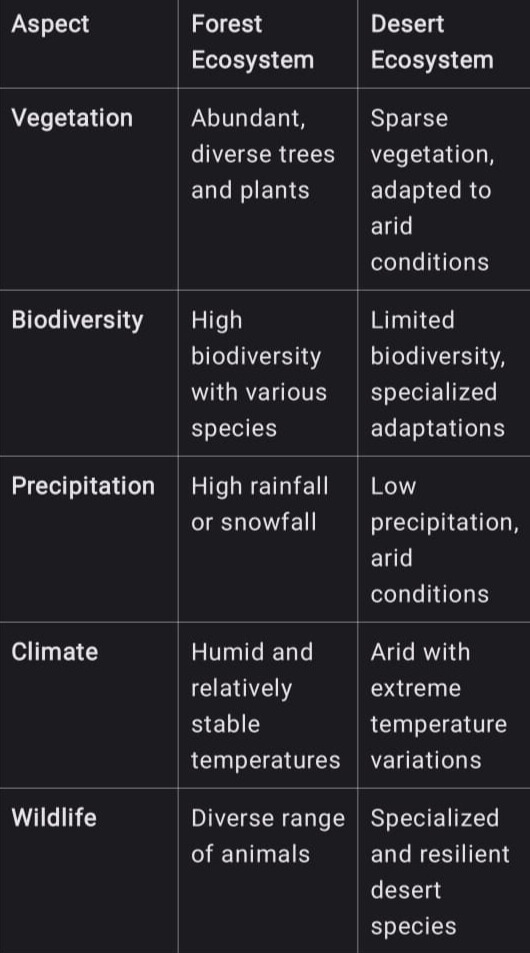 Aspect
Forest
Ecosystem
Desert
Ecosystem
Vegetation
Abundant,
diverse trees
and plants
Sparse
vegetation,
adapted to
arid
conditions
Biodiversity
High
biodiversity
with various
species
Limited
biodiversity,
specialized
adaptations
Precipitation
High rainfall
or snowfall
Low
precipitation,
arid
conditions
Climate
Humid and
relatively
stable
temperatures
Arid with
extreme
temperature
variations
Wildlife
Diverse range
of animals
Specialized
and resilient
desert
species